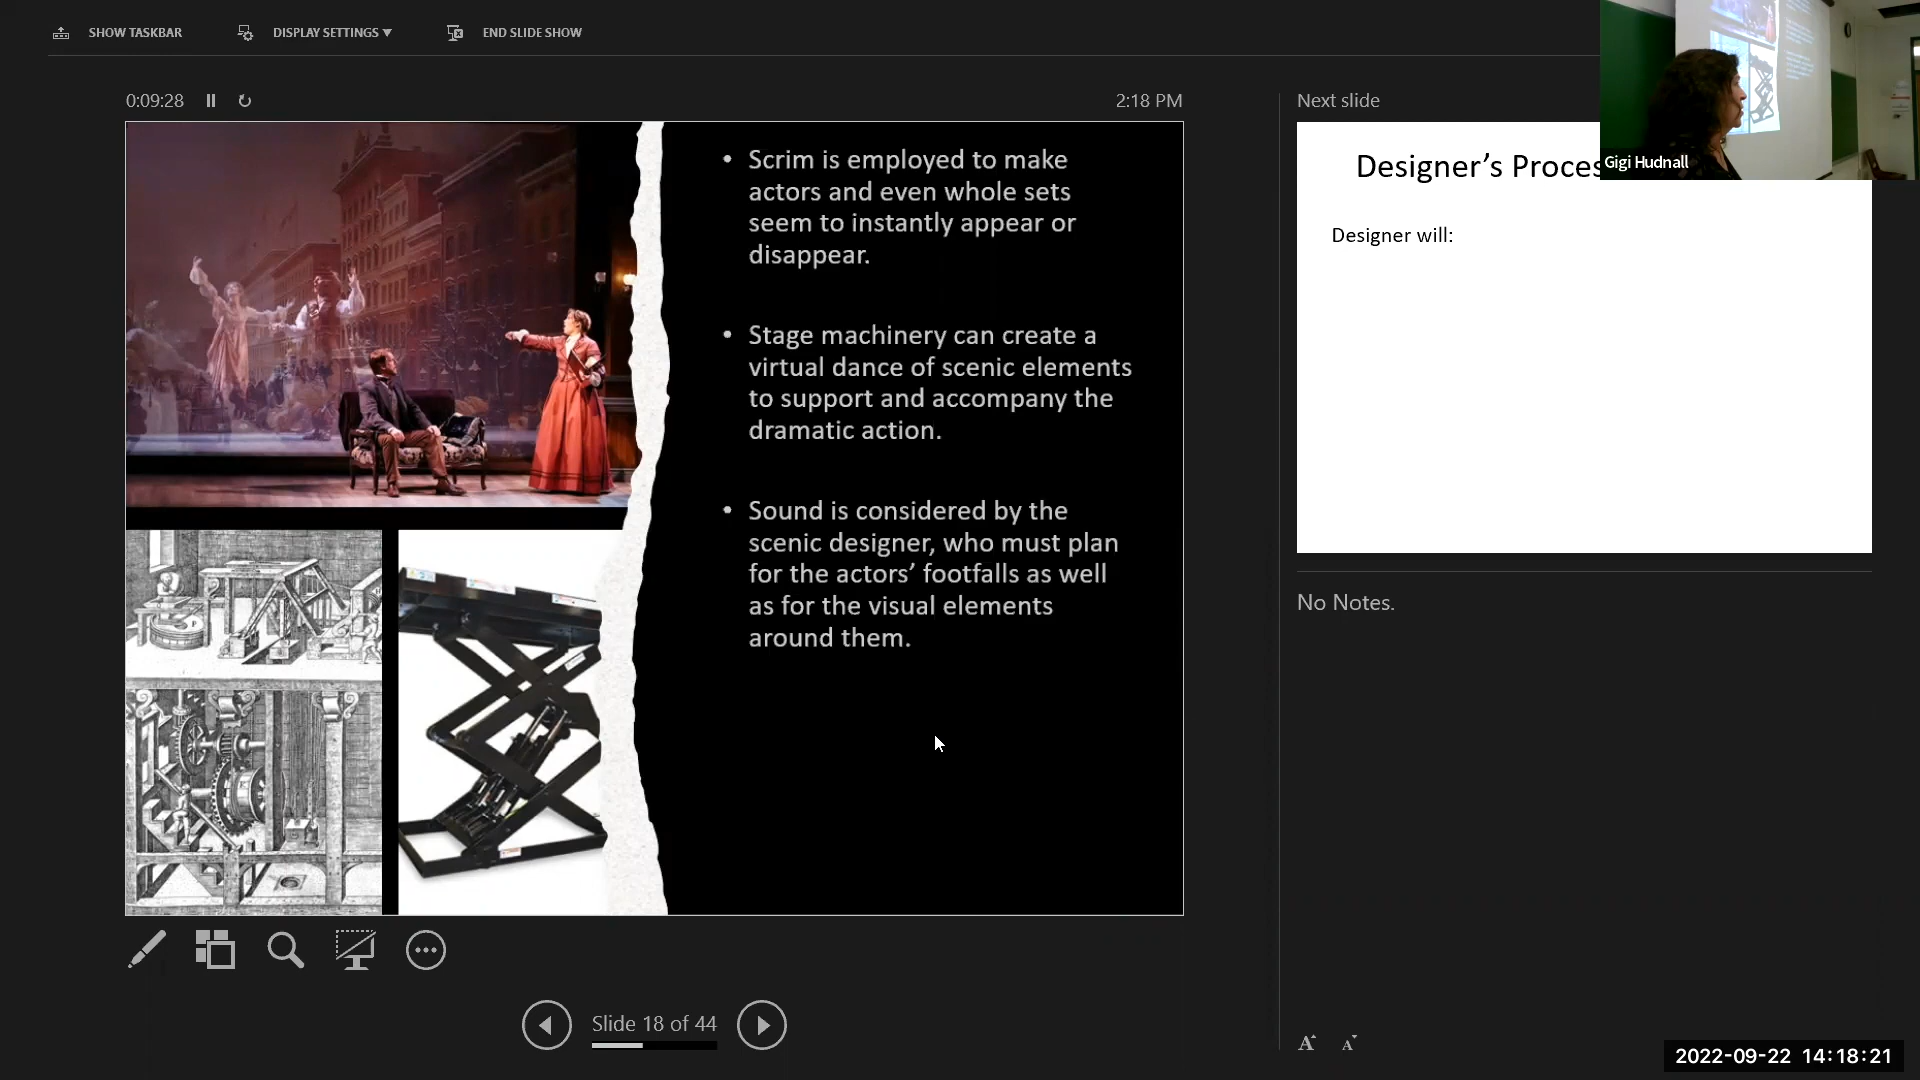 SHOW TASKBAR
DISPLAY SETTINGS ▾
END SLIDE SHOW
0:09:28
2:18 PM
• Scrim is employed to make
actors and even whole sets
seem to instantly appear or
disappear.
• Stage machinery can create a
virtual dance of scenic elements
to support and accompany the
dramatic action.
• Sound is considered by the
scenic designer, who must plan
for the actors’ footfalls as well
as for the visual elements
around them.
Slide 18 of 44
Next slide
Designer’s Proces
Designer will:
Gigi Hudnall
No Notes.
A A
2022-09-22 14:18:21